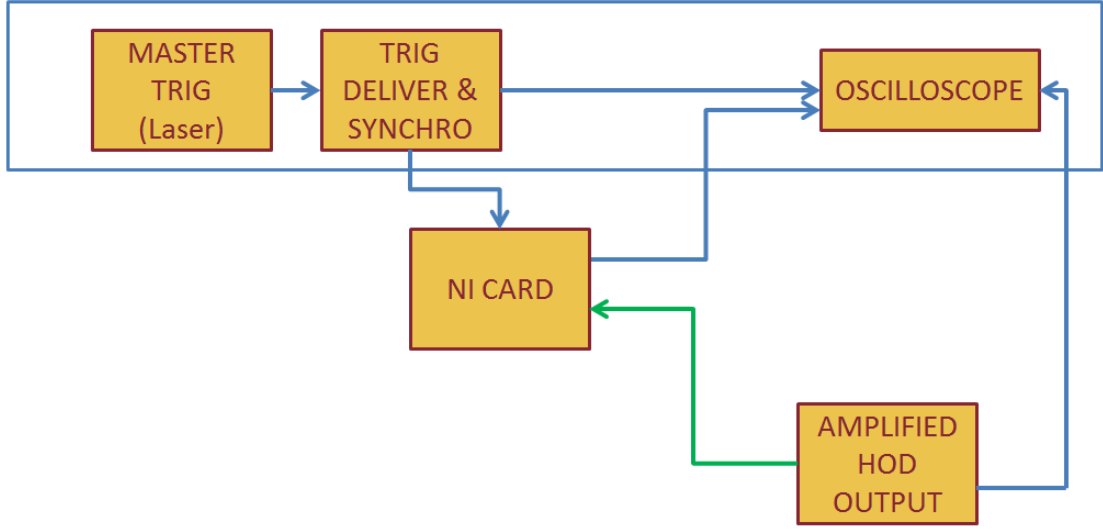 MASTER
TRIG
(Laser)
TRIG
DELIVER &
SYNCHRO
OSCILLOSCOPE
NI CARD
AMPLIFIED
HOD
OUTPUT